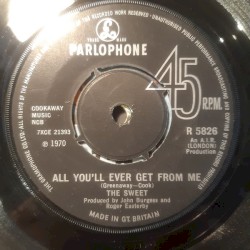 PARLOPHONE
45
R.P.M.
COOKAWAY
MUSIC
NCB
7XCE 21393
℗ 1970
R 5826
An A.I.R.
(LONDON)
Production
ALL YOU'LL EVER GET FROM ME
(Greenaway—Cook)
THE SWEET
Produced by John Burgess and
Roger Easterby
MADE IN GT. BRITAIN